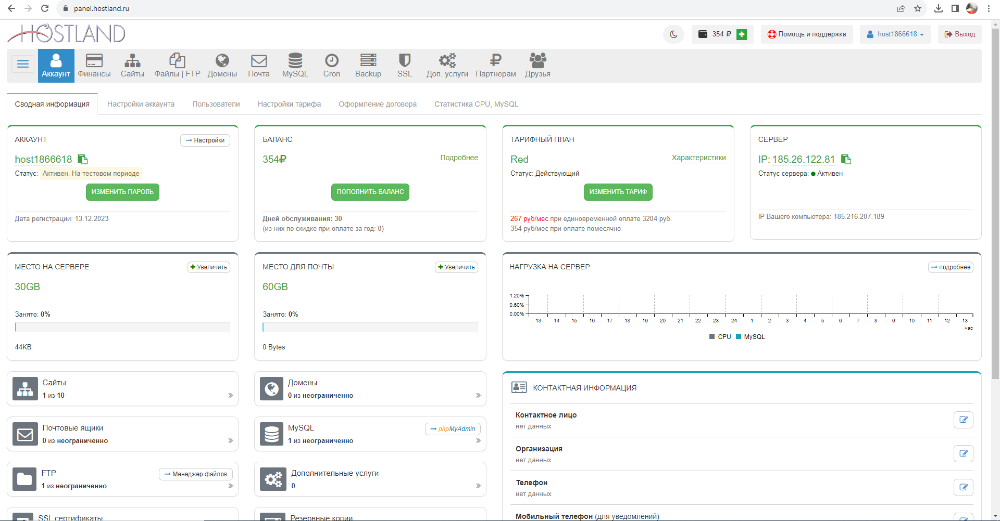 panel.hostland.ru
HOSTLAND
354 ₽
Помощь и поддержка
host1866618
Выход
Аккаунт
Финансы
Сайты
Файлы | FTP
Домены
Почта
MySQL
Cron
Backup
SSL
Доп. услуги
Партнерам
Друзья
Сводная информация
Настройки аккаунта
Пользователи
Настройки тарифа
Оформление договора
Статистика CPU, MySQL
АККАУНТ
Настройки
host1866618
Статус: Активен. На тестовом периоде
ИЗМЕНИТЬ ПАРОЛЬ
Дата регистрации: 13.12.2023
БАЛАНС
354₽
Подробнее
ПОПОЛНИТЬ БАЛАНС
Дней обслуживания: 30
(из них по скидке при оплате за год: 0)
ТАРИФНЫЙ ПЛАН
Red
Характеристики
Статус: Действующий
ИЗМЕНИТЬ ТАРИФ
267 руб/мес при единовременной оплате 3204 руб.
354 руб/мес при оплате помесячно
СЕРВЕР
IP: 185.26.122.81
Статус сервера: Активен
IP Вашего компьютера: 185.216.207.189
МЕСТО НА СЕРВЕРЕ
Увеличить
30GB
Занято: 0%
44KB
МЕСТО ДЛЯ ПОЧТЫ
Увеличить
60GB
Занято: 0%
0 Bytes
НАГРУЗКА НА СЕРВЕР
подробнее
1.20%
0.60%
0.00%
13 14 15 16 17 18 19 20 21 22 23 24 1 2 3 4 5 6 7 8 9 10 11 12 13
час
CPU MySQL
Сайты
1 из 10
Домены
0 из неограниченно
Почтовые ящики
0 из неограниченно
MySQL
phpMyAdmin
1 из неограниченно
FTP
Менеджер файлов
1 из неограниченно
Дополнительные услуги
0
SSL сертификаты
Резервные копии
КОНТАКТНАЯ ИНФОРМАЦИЯ
Контактное лицо
нет данных
Организация
нет данных
Телефон
нет данных
Мобильный телефон (для уведомлений)